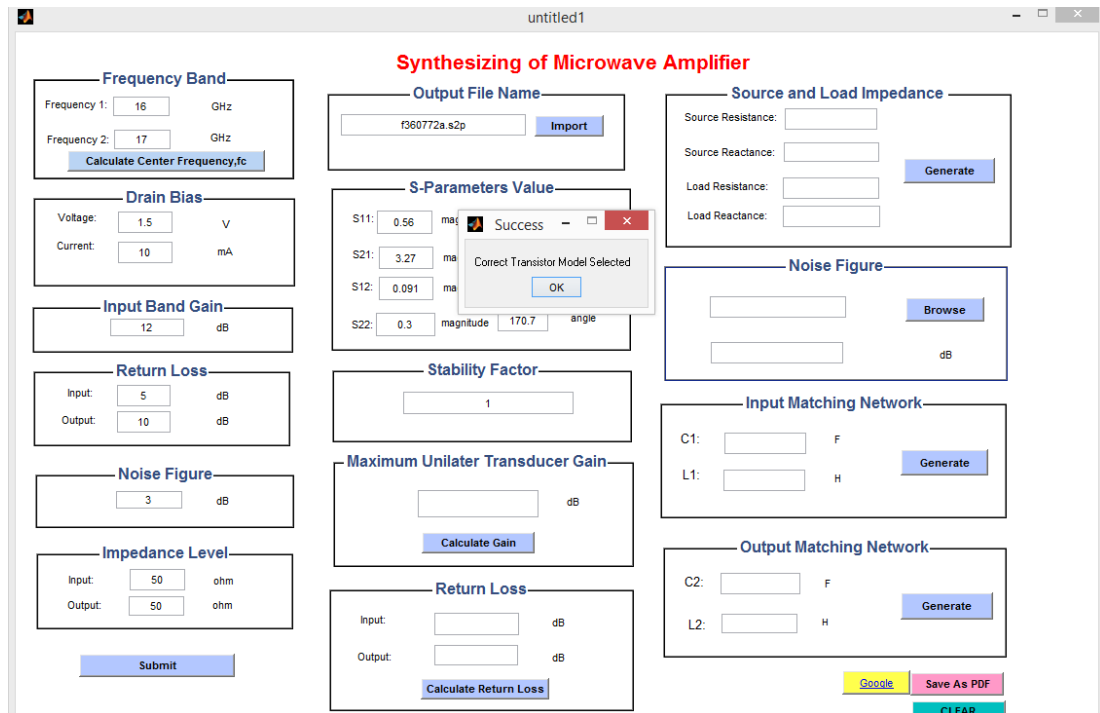 untitled1
Synthesizing of Microwave Amplifier
Frequency Band
Frequency 1: 16 GHz
Frequency 2: 17 GHz
Calculate Center Frequency,fc
Drain Bias
Voltage: 1.5 V
Current: 10 mA
Input Band Gain
12 dB
Return Loss
Input: 5 dB
Output: 10 dB
Noise Figure
3 dB
Impedance Level
Input: 50 ohm
Output: 50 ohm
Submit
Output File Name
f360772a.s2p Import
S-Parameters Value
S11: 0.56
S21: 3.27
S12: 0.091
S22: 0.3 magnitude 170.7 angle
Success
Correct Transistor Model Selected
OK
Stability Factor
1
Maximum Unilater Transducer Gain
dB
Calculate Gain
Return Loss
Input: dB
Output: dB
Calculate Return Loss
Source and Load Impedance
Source Resistance:
Source Reactance:
Generate
Load Resistance:
Load Reactance:
Noise Figure
Browse
dB
Input Matching Network
C1: F
Generate
L1: H
Output Matching Network
C2: F
Generate
L2: H
Google Save As PDF
CLEAR